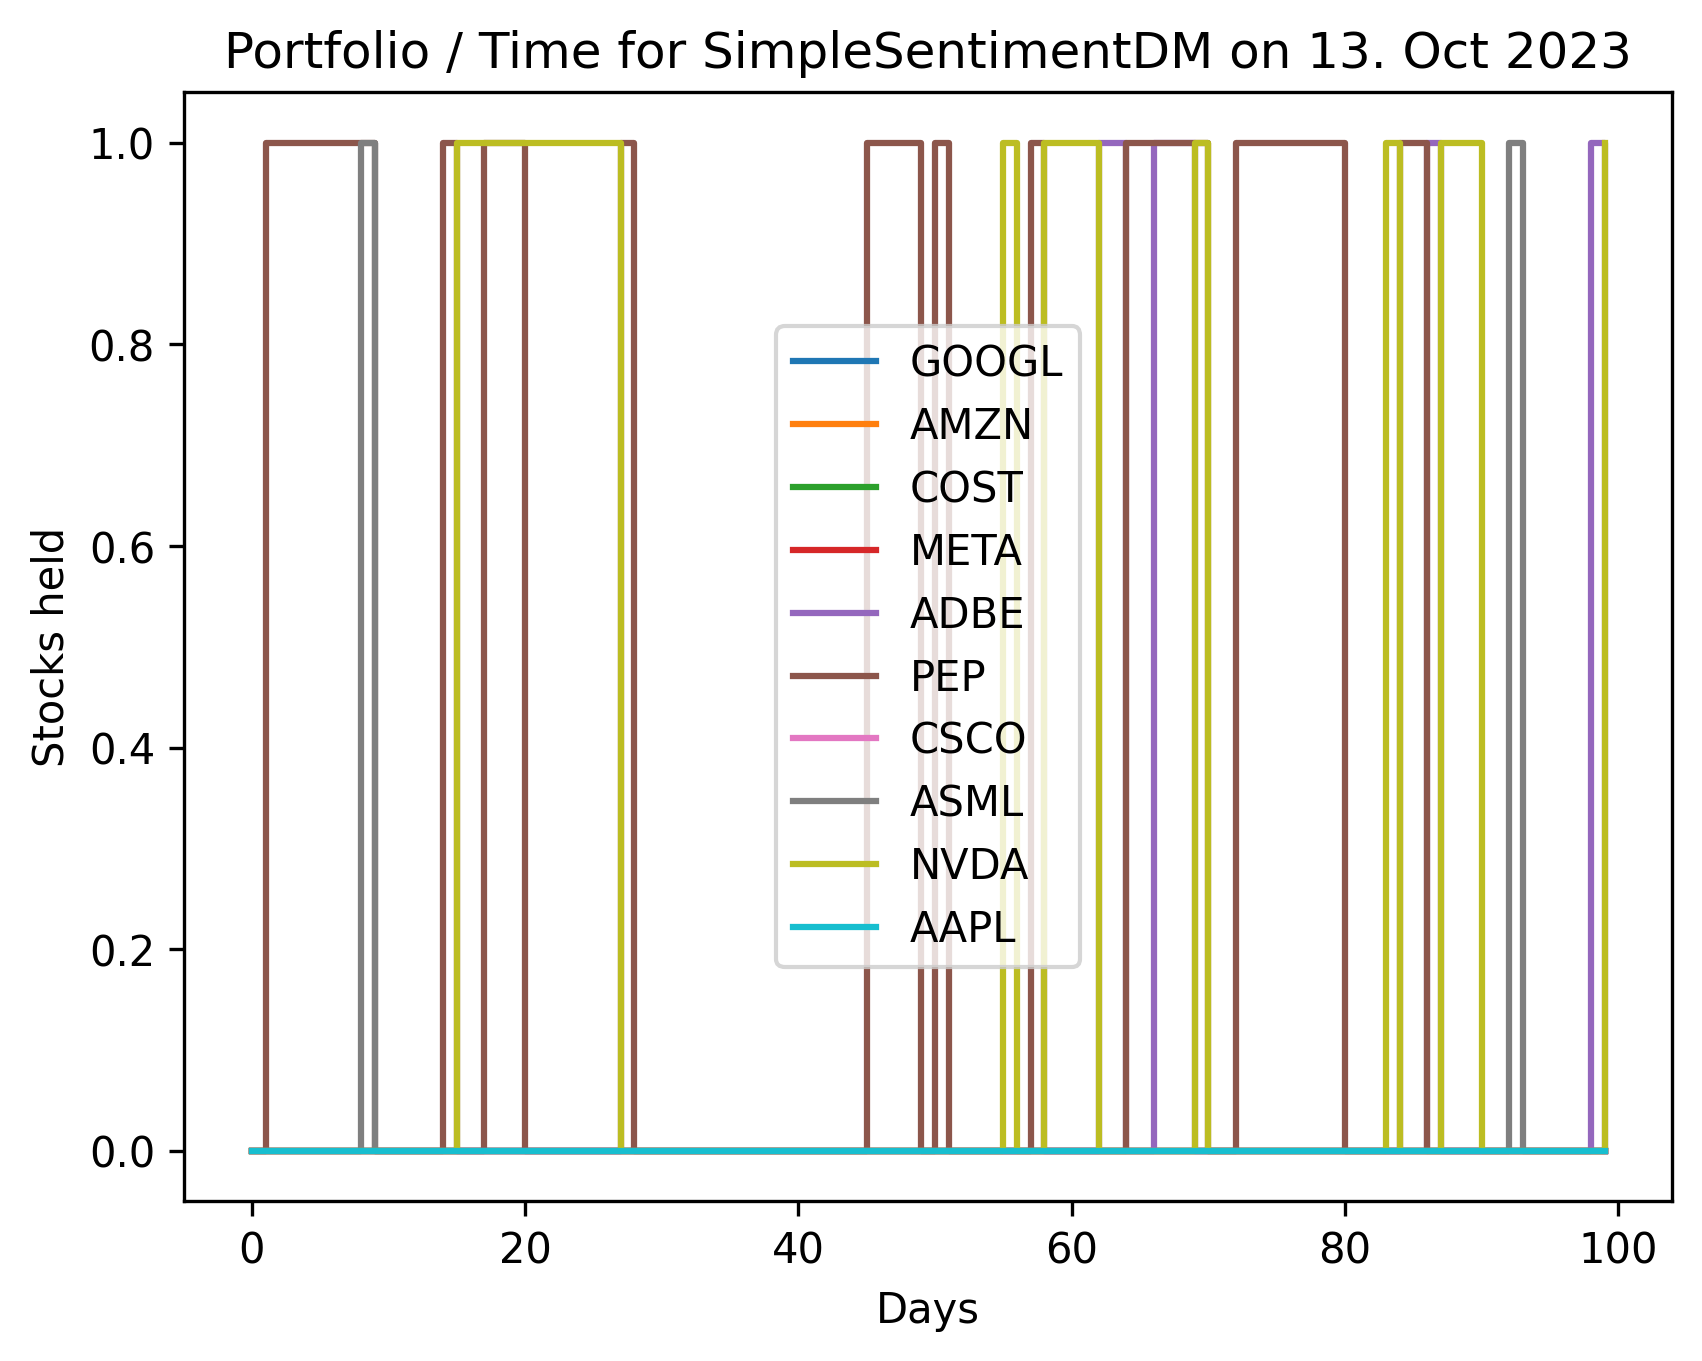 Portfolio / Time for SimpleSentimentDM on 13. Oct 2023
1.0
0.8
0.6
0.4
0.2
0.0
Stocks held
GOOGL
AMZN
COST
META
ADBE
PEP
CSCO
ASML
NVDA
AAPL
0 20 40 60 80 100
Days